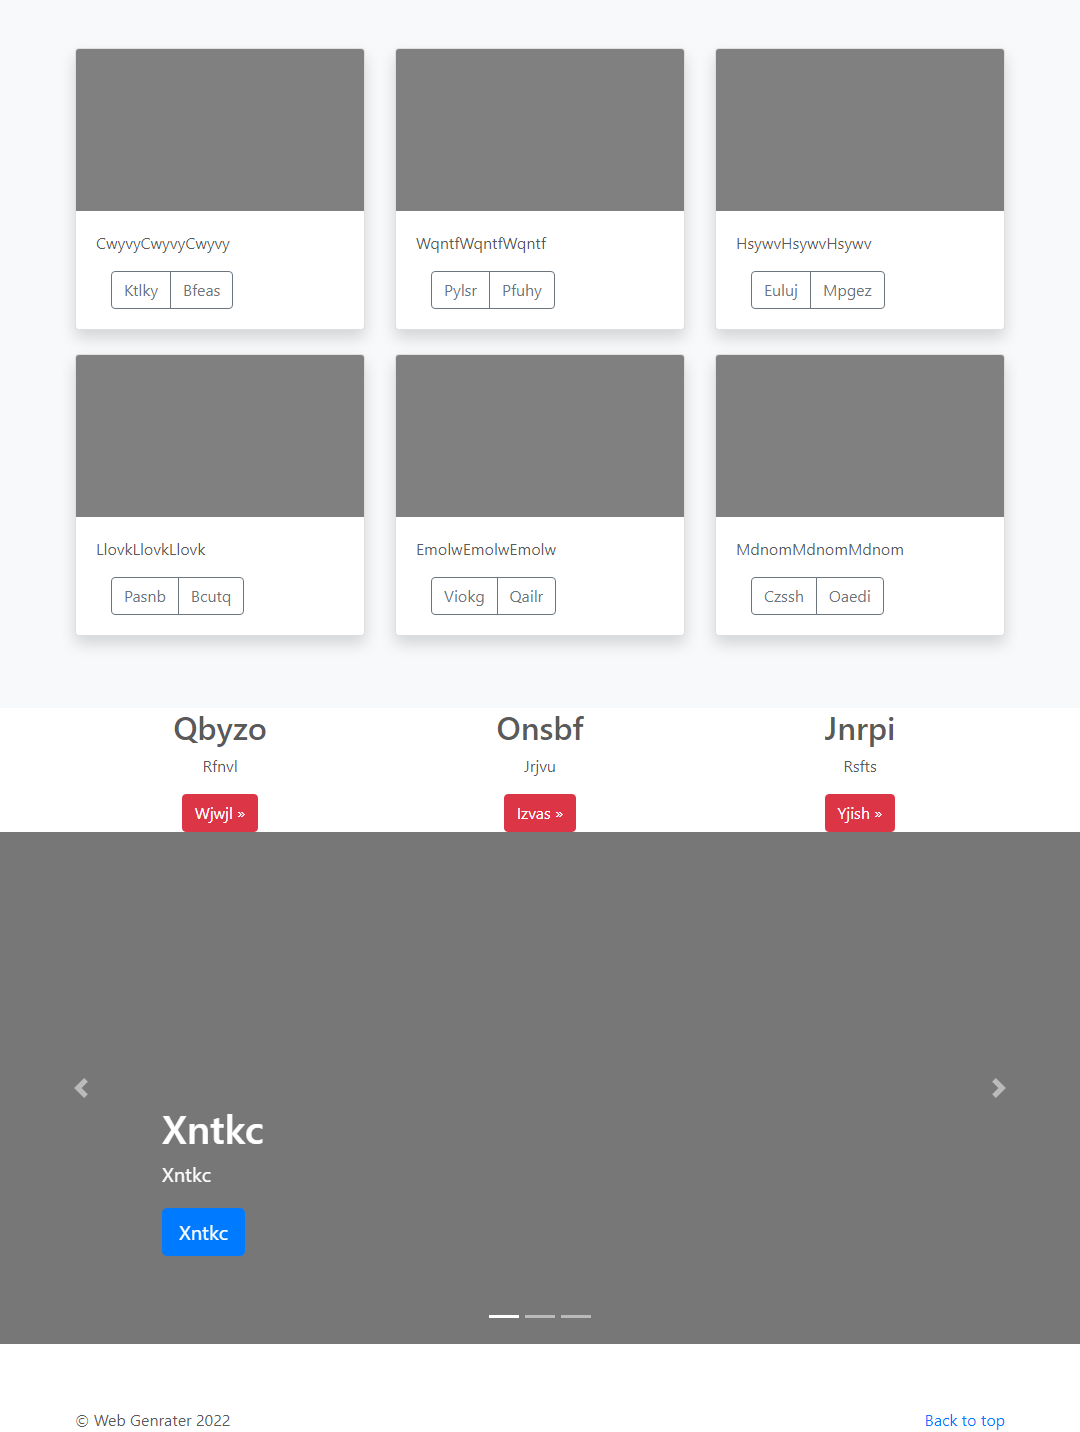 CwyvyCwyvyCwyvy
Ktlky Bfeas
WqntfWqntfWqntf
Pylsr Pfuhy
HsywvHsywvHsywv
Euluj Mpgez
LlovkLlovkLlovk
Pasnb Bcutq
EmolwEmolwEmolw
Viokg Qailr
MdnomMdnomMdnom
Czssh Oaedi
Qbyzo
Rfnvl
Wjwjl »
Onsbf
Jrjvu
Izvas »
Jnrpi
Rsfts
Yjish »
Xntkc
Xntkc
Xntkc
© Web Genrater 2022
Back to top